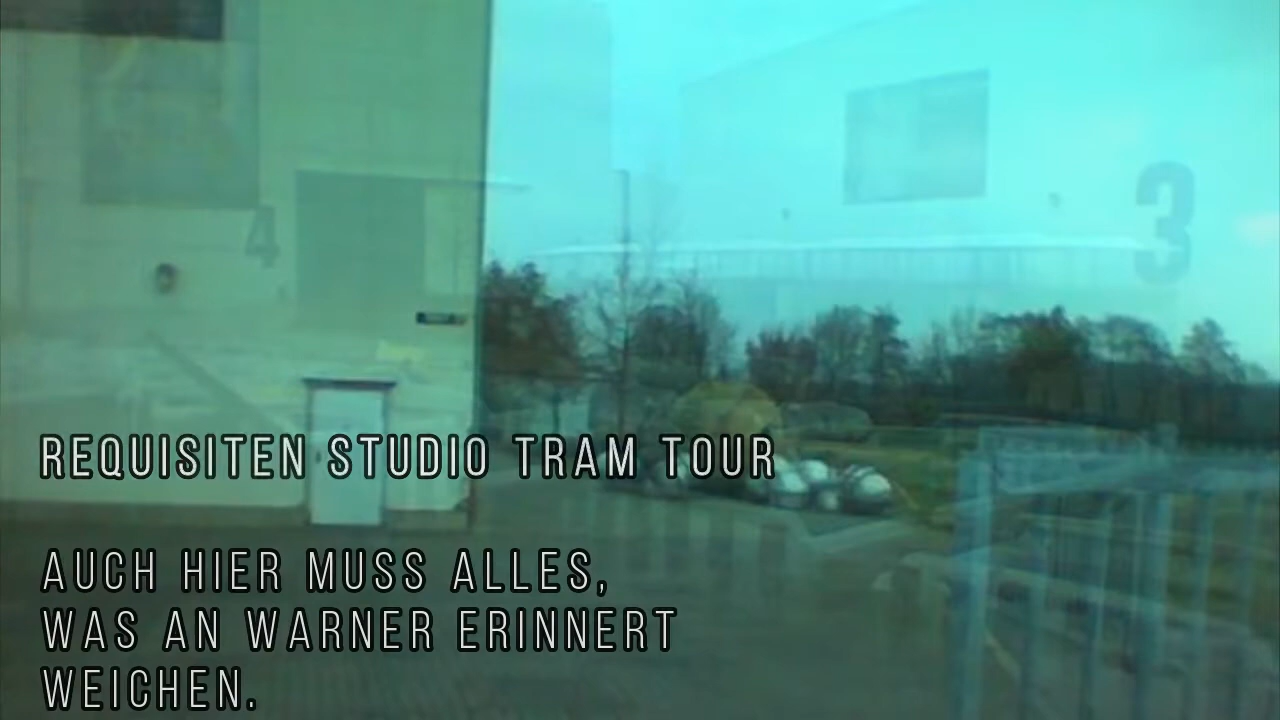 4
3
REQUISITEN STUDIO TRAM TOUR
AUCH HIER MUSS ALLES,
WAS AN WARNER ERINNERT
WEICHEN.